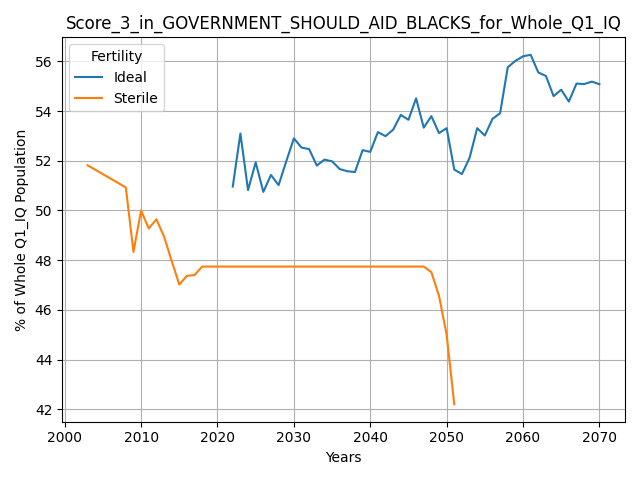 Score_3_in_GOVERNMENT_SHOULD_AID_BLACKS_for_Whole_Q1_IQ
Fertility
Ideal
Sterile
% of Whole Q1_IQ Population
56
54
52
50
48
46
44
42
2000 2010 2020 2030 2040 2050 2060 2070
Years